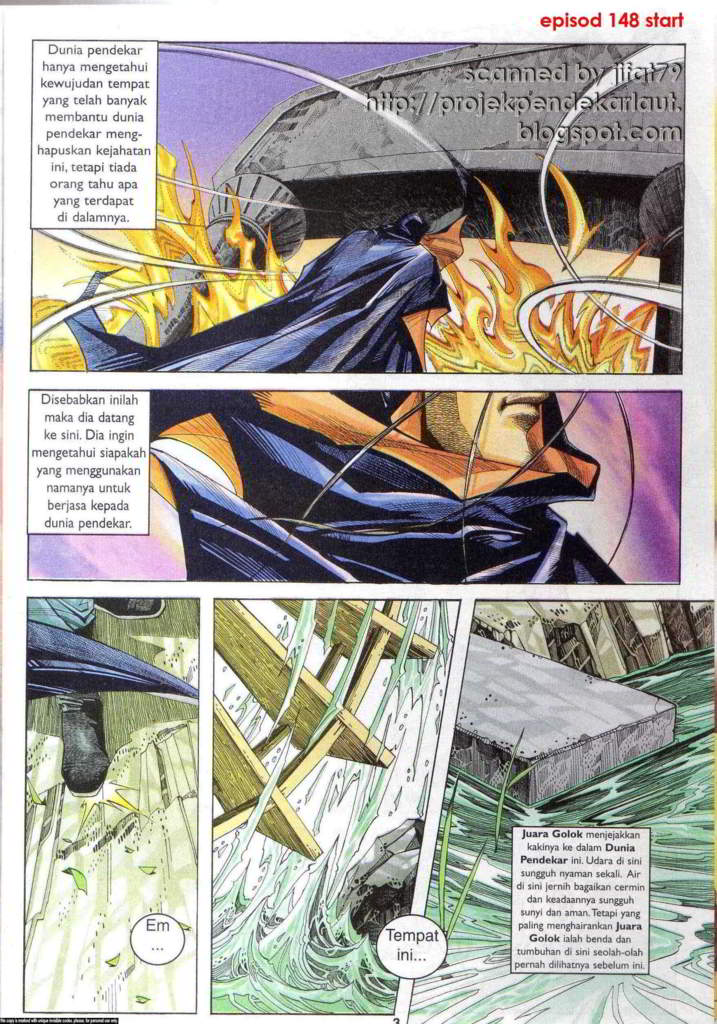 episod 148 start
Dunia pendekar
hanya mengetahui
kewujudan tempat
yang telah banyak
membantu dunia
pendekar meng-
hapuskan kejahatan
ini, tetapi tiada
orang tahu apa
yang terdapat
di dalamnya.
scanned by jifat79
http://projekpendekarlaut.
blogspot.com
Disebabkan inilah
maka dia datang
ke sini. Dia ingin
mengetahui siapakah
yang menggunakan
namanya untuk
berjasa kepada
dunia pendekar.
Em
...
Tempat
ini...
Juara Golok menjejakkan
kakinya ke dalam Dunia
Pendekar ini. Udara di sini
sungguh nyaman sekali. Air
di sini jernih bagaikan cermin
dan keadaannya sungguh
sunyi dan aman. Tetapi yang
paling menghairankan Juara
Golok ialah benda dan
tumbuhan di sini seolah-olah
pernah dilihatnya sebelum ini.
3